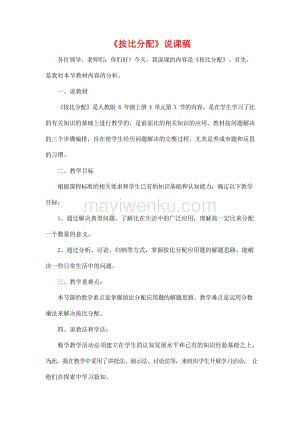 《按比分配》说课稿
各位领导、老师们：你们好！今天，我说课的内容是《按比分配》。首先，
是我对本节教材内容的分析。
一、说教材
《按比分配》是人教版 6 年级上册 4 单元第 3 节的内容，是在学生学习了比
的有关知识的基础上进行教学的，是前面比的相关知识的应用。教材按问题解决
的三个步骤编排，旨在使学生经历问题解决的完整过程，尤其是养成审题和反思
的习惯。
二、教学目标
根据课程标准的相关要求和学生已有的知识基础和认知能力，确定以下教学
目标：
1、通过解决典型问题，了解比在生活中的广泛应用，理解按一定比来分配
一个数量的意义。
2、通过分析、讨论、归纳等方式，掌握按比分配应用题的解题思路，能解
决一些日常生活中的问题。
三、教学重难点：
本节课的教学重点是掌握按比分配应用题的解题思路。教学难点是运用分数
乘法来解决按比分配。
四、说教法和学法：
数学教学活动必须建立在学生的认知发展水平和已有的知识经验基础之上。
为此，我在教学中采用了讲授法、演示法、讨论法等，来组织学生开展学习活动，让
他们在探索中学习新知。
mayiwenku.com